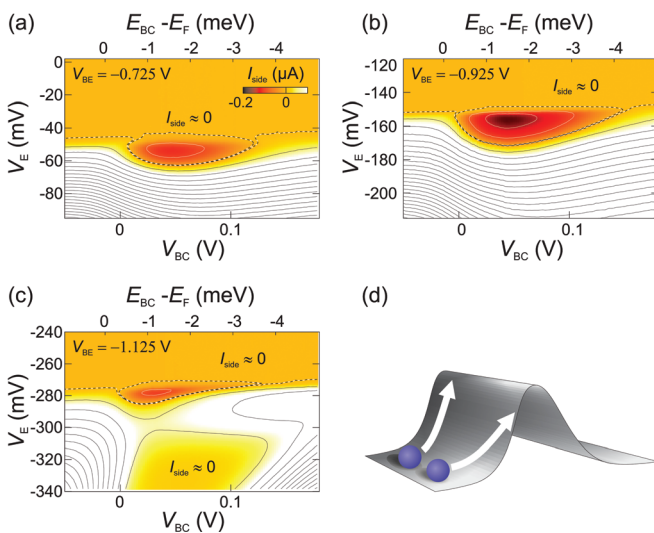 (a)
E_BC -E_F (meV)
0 -1 -2 -3 -4
V_BE = −0.725
I_side (µA)
-0.2 0
I_side ≈ 0
V_E (mV)
0
-20
-40
-60
-80
0 0.1
V_BC (V)
(b)
E_BC -E_F (meV)
0 -1 -2 -3 -4
V_BE = −0.925
I_side ≈ 0
V_E (mV)
-120
-140
-160
-180
-200
0 0.1
V_BC (V)
(c)
E_BC -E_F (meV)
0 -1 -2 -3 -4
V_BE = −1.125
I_side ≈ 0
V_E (mV)
-240
-260
-280
-300
-320
-340
I_side ≈ 0
0 0.1
V_BC (V)
(d)